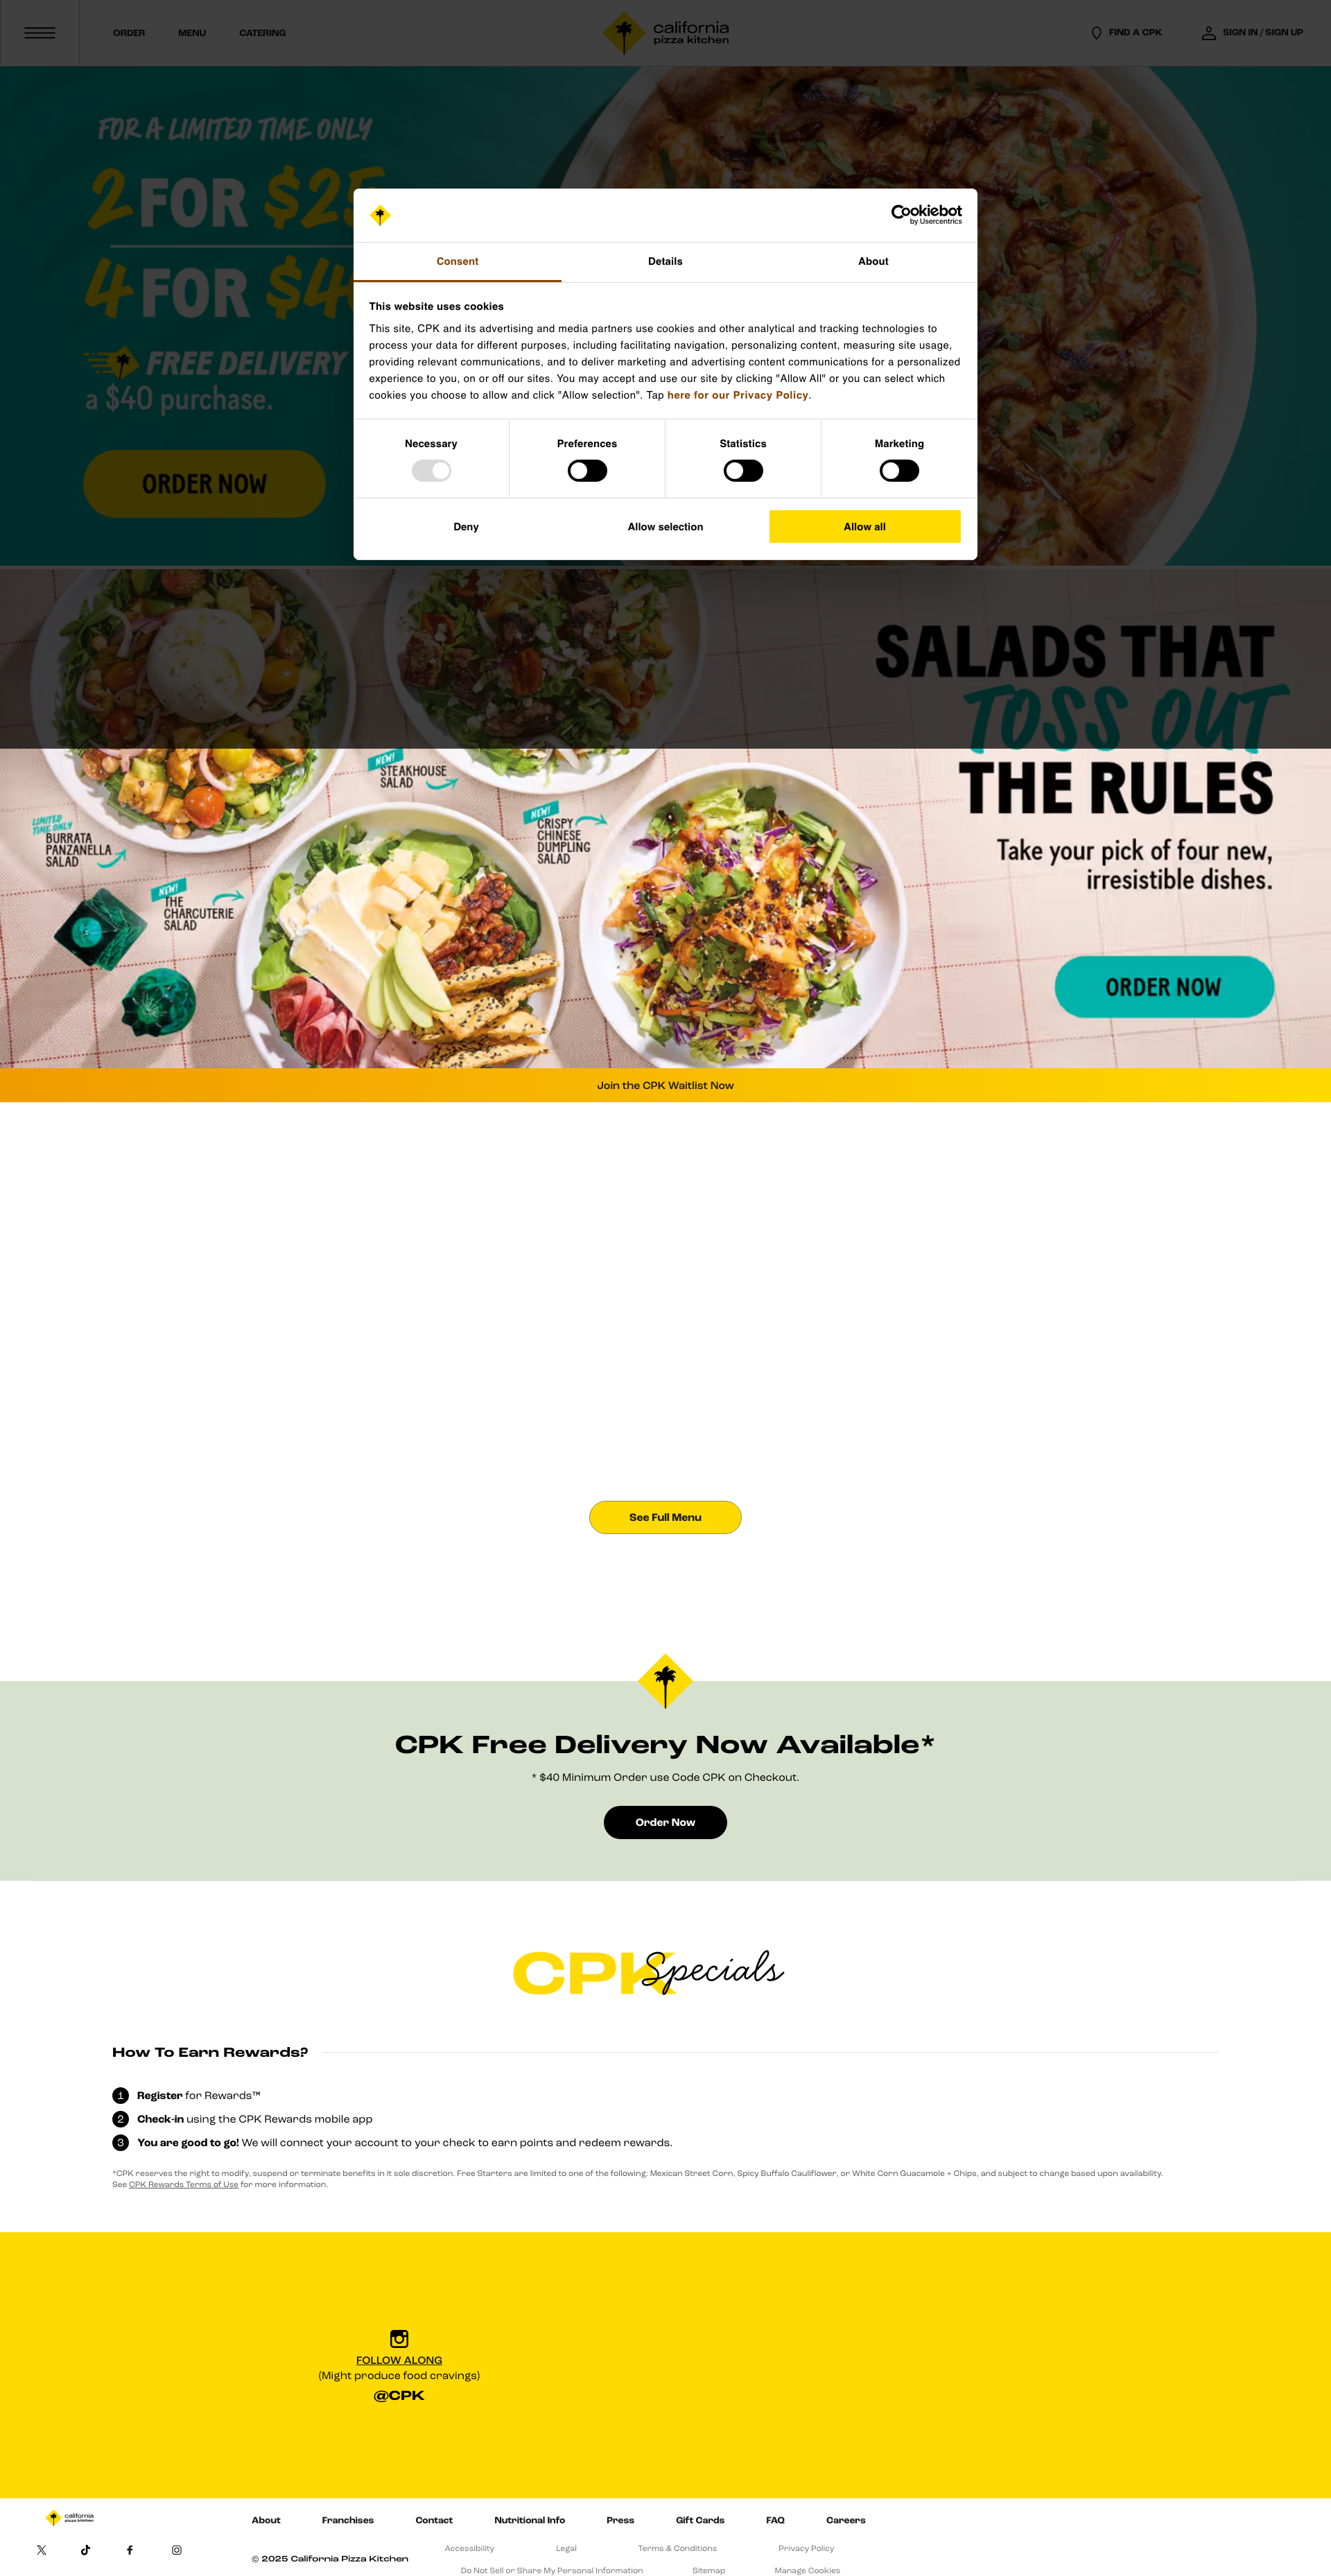 ORDER
MENU
CATERING
california
pizza kitchen
FIND A CPK
SIGN IN / SIGN UP
FOR A LIMITED TIME ONLY
2 FOR $25
4 FOR $4
FREE DELIVERY
a $40 purchase.
ORDER NOW
Cookiebot
by Usercentrics
Consent
Details
About
This website uses cookies
This site, CPK and its advertising and media partners use cookies and other analytical and tracking technologies to
process your data for different purposes, including facilitating navigation, personalizing content, measuring site usage,
providing relevant communications, and to deliver marketing and advertising content communications for a personalized
experience to you, on or off our sites. You may accept and use our site by clicking "Allow All" or you can select which
cookies you choose to allow and click "Allow selection". Tap here for our Privacy Policy.
Necessary
Preferences
Statistics
Marketing
Deny
Allow selection
Allow all
SALADS THAT
TOSS OUT
THE RULES
Take your pick of four new,
irresistible dishes.
ORDER NOW
NEW!
STEAKHOUSE
SALAD
LIMITED
TIME ONLY
BURRATA
PANZANELLA
SALAD
NEW!
CRISPY
CHINESE
DUMPLING
SALAD
NEW!
THE
CHARCUTERIE
SALAD
Join the CPK Waitlist Now
See Full Menu
CPK Free Delivery Now Available*
* $40 Minimum Order use Code CPK on Checkout.
Order Now
CPK Specials
How To Earn Rewards?
1 Register for Rewards™
2 Check-in using the CPK Rewards mobile app
3 You are good to go! We will connect your account to your check to earn points and redeem rewards.
*CPK reserves the right to modify, suspend or terminate benefits in it sole discretion. Free Starters are limited to one of the following: Mexican Street Corn, Spicy Buffalo Cauliflower, or White Corn Guacamole + Chips, and subject to change based upon availability.
See CPK Rewards Terms of Use for more information.
FOLLOW ALONG
(Might produce food cravings)
@CPK
california
pizza kitchen
About
Franchises
Contact
Nutritional Info
Press
Gift Cards
FAQ
Careers
© 2025 California Pizza Kitchen
Accessibility
Legal
Terms & Conditions
Privacy Policy
Do Not Sell or Share My Personal Information
Sitemap
Manage Cookies